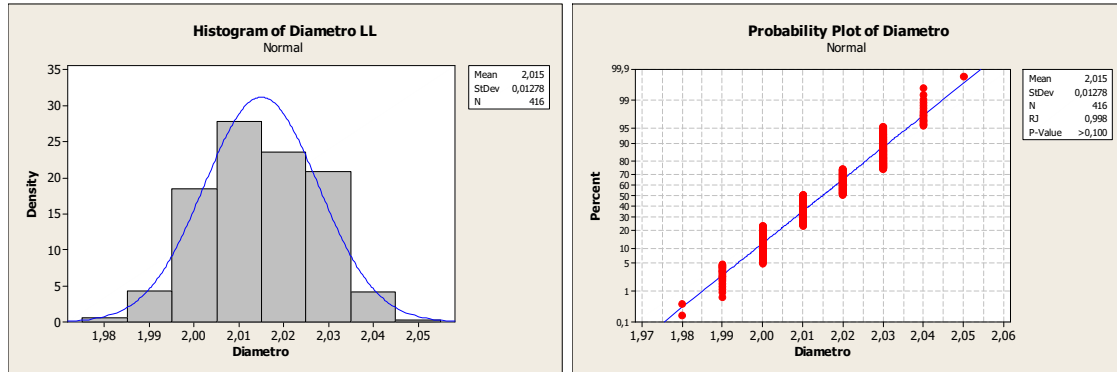 Histogram of Diametro LL
Normal
Mean 2,015
StDev 0,01278
N 416
35
30
25
20
15
10
5
0
Density
1,98 1,99 2,00 2,01 2,02 2,03 2,04 2,05
Diametro
Probability Plot of Diametro
Normal
Mean 2,015
StDev 0,01278
N 416
RJ 0,998
P-Value >0,100
99,9
99
95
90
80
70
60
50
40
30
20
10
5
1
0,1
Percent
1,97 1,98 1,99 2,00 2,01 2,02 2,03 2,04 2,05 2,06
Diametro